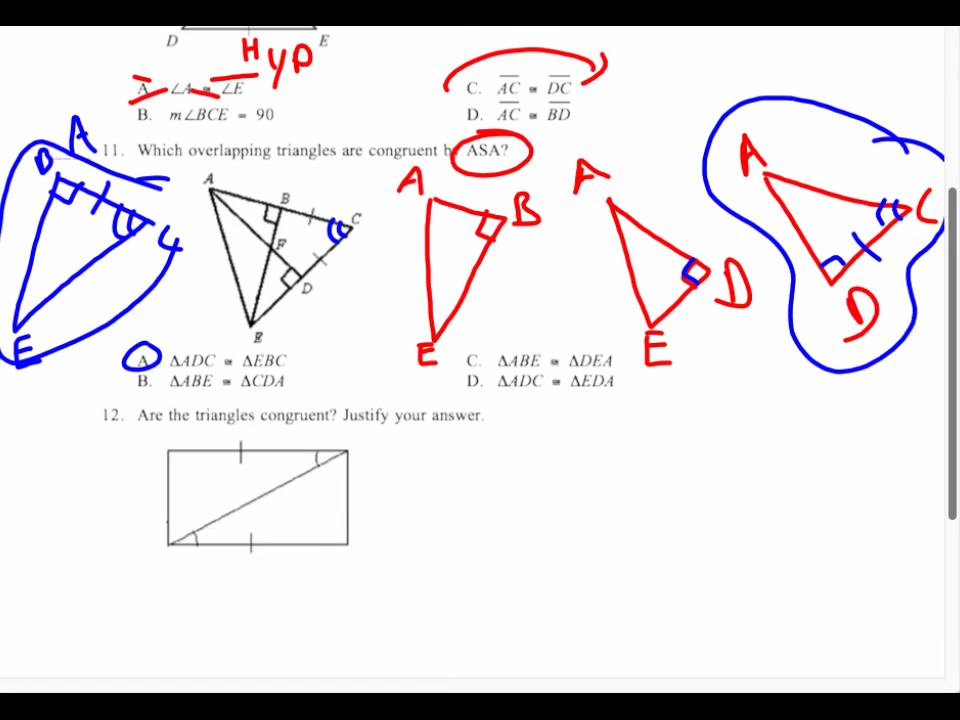 D E
Hyp
A. ∠A ≅ ∠E C. AC ≅ DC
B. m∠BCE = 90 D. AC ≅ BD
11. Which overlapping triangles are congruent by ASA?
A B C F D E
A B C E
A B E
A D E
A C D
A. ΔADC ≅ ΔEBC C. ΔABE ≅ ΔDEA
B. ΔABE ≅ ΔCDA D. ΔADC ≅ ΔEDA
12. Are the triangles congruent? Justify your answer.